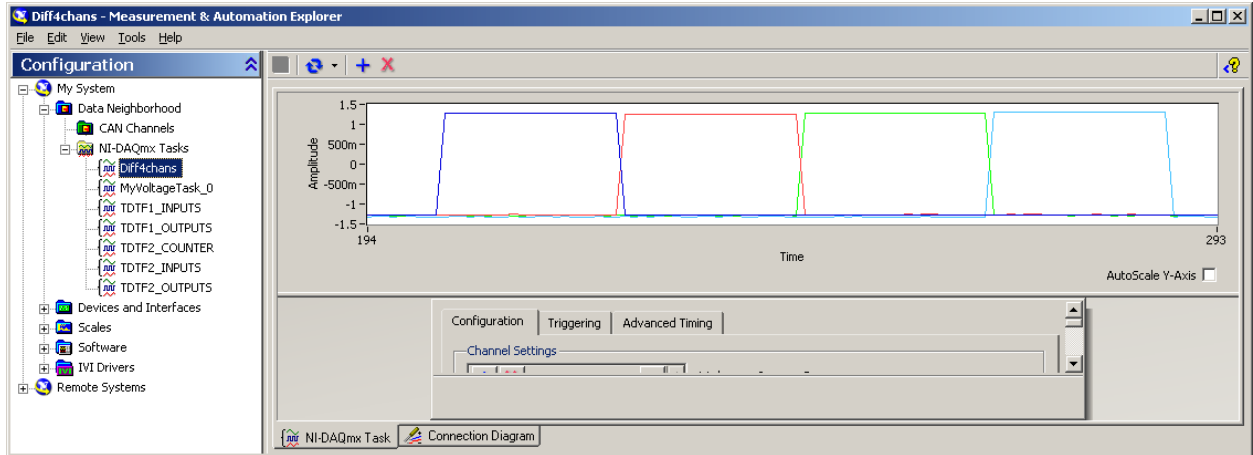 Diff4chans - Measurement & Automation Explorer
File Edit View Tools Help
Configuration
My System
Data Neighborhood
CAN Channels
NI-DAQmx Tasks
Diff4chans
MyVoltageTask_0
TDTF1_INPUTS
TDTF1_OUTPUTS
TDTF2_COUNTER
TDTF2_INPUTS
TDTF2_OUTPUTS
Devices and Interfaces
Scales
Software
IVI Drivers
Remote Systems
Amplitude
1.5
1
500m
0
-500m
-1
-1.5
194
293
Time
AutoScale Y-Axis
Configuration Triggering Advanced Timing
Channel Settings
NI-DAQmx Task Connection Diagram